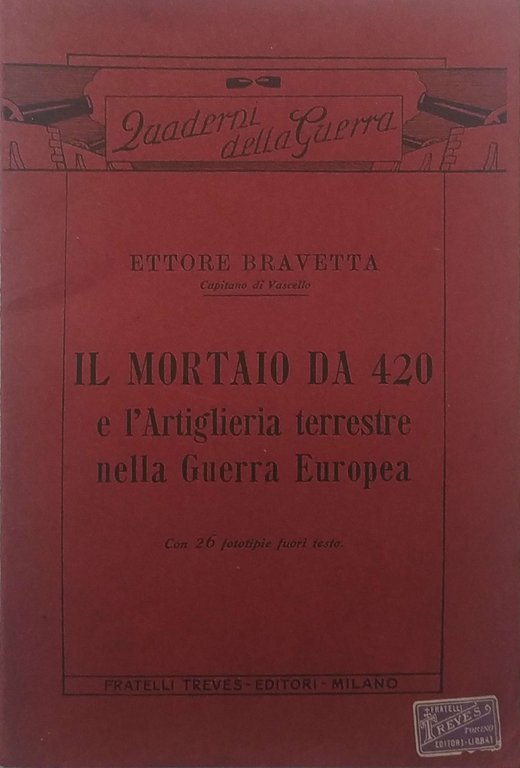 Quaderni
della Guerra
ETTORE BRAVETTA
Capitano di Vascello
IL MORTAIO DA 420
e l'Artiglieria terrestre
nella Guerra Europea
Con 26 fototipie fuori testo.
FRATELLI TREVES - EDITORI - MILANO
FRATELLI
TREVES
TORINO
EDITORI-LIBRAI